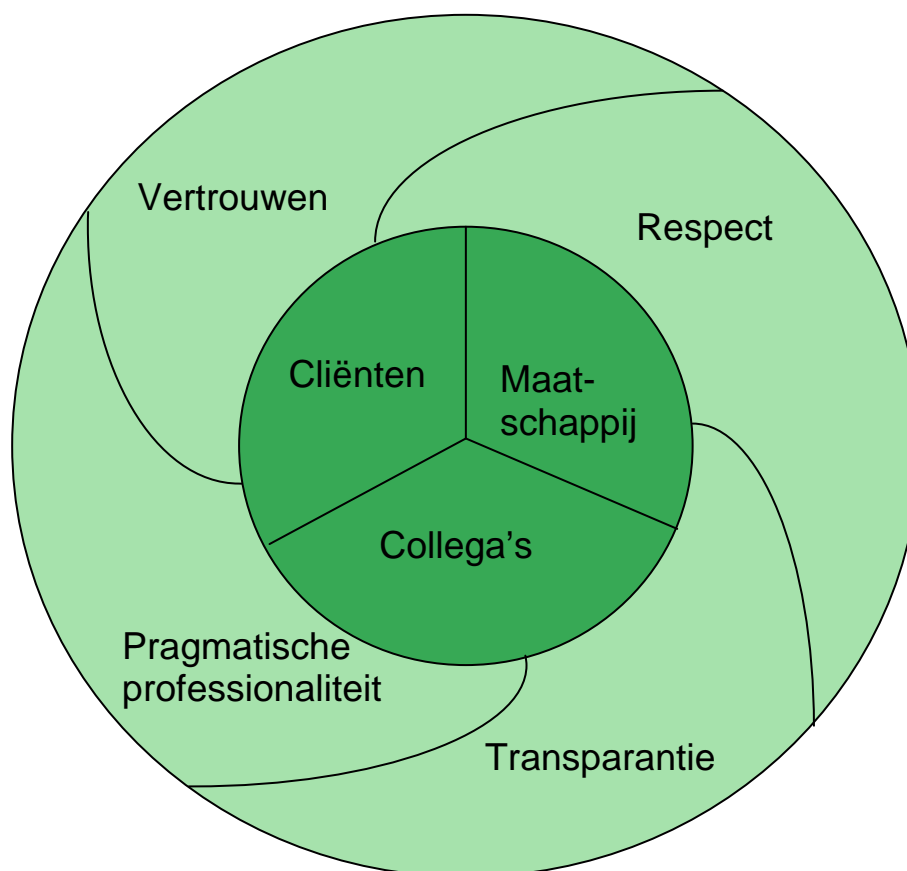 Vertrouwen
Respect
Cliënten
Maat-
schappij
Collega's
Pragmatische
professionaliteit
Transparantie